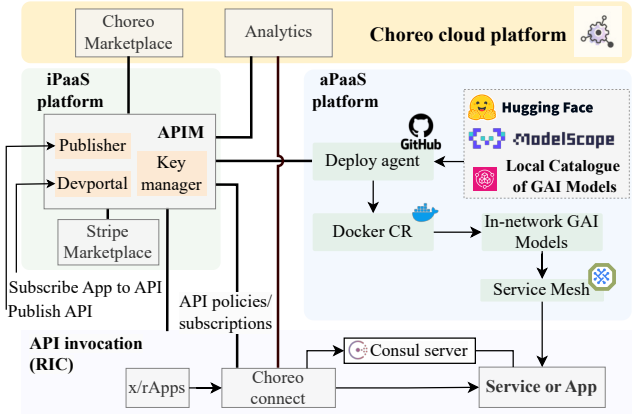 Choreo
Marketplace
Analytics
Choreo cloud platform
iPaaS
platform
aPaaS
platform
APIM
Publisher
Key
manager
Devportal
Stripe
Marketplace
GitHub
Deploy agent
Hugging Face
ModelScope
Local Catalogue
of GAI Models
Docker CR
In-network GAI
Models
Service Mesh
Subscribe App to API
Publish API
API policies/
subscriptions
API invocation
(RIC)
x/rApps
Choreo
connect
Consul server
Service or App